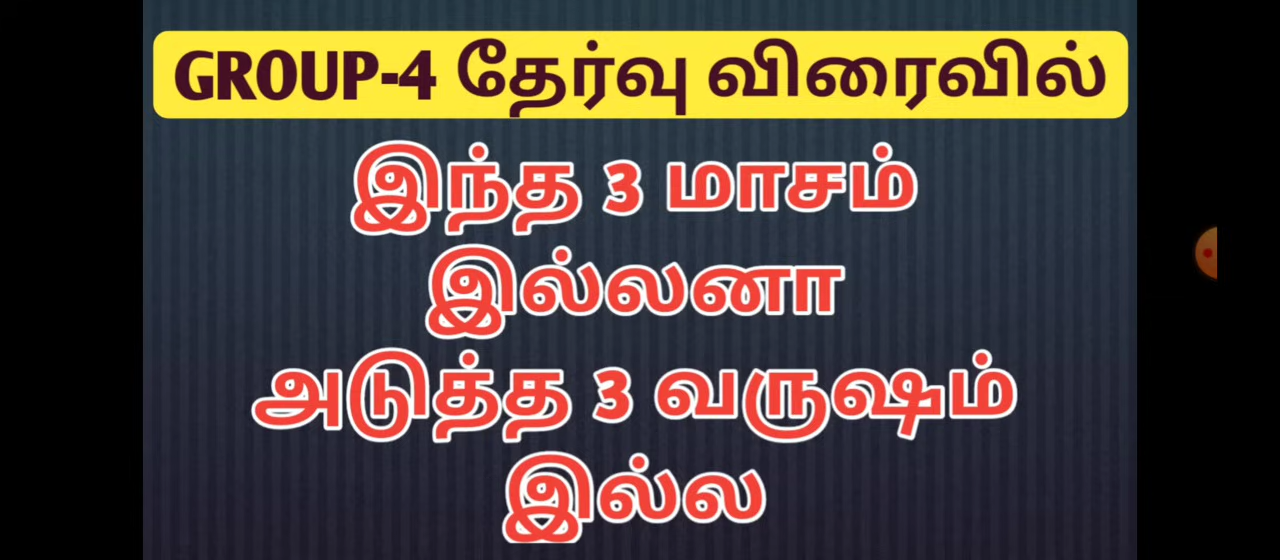 GROUP-4 தேர்வு விரைவில்
இந்த 3 மாசம்
இல்லனா
அடுத்த 3 வருஷம்
இல்ல